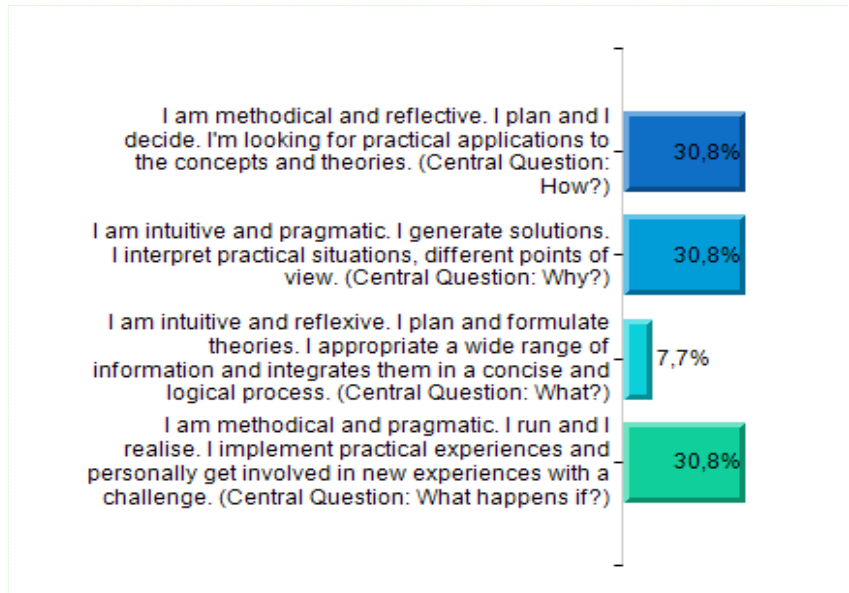 I am methodical and reflective. I plan and I
decide. I'm looking for practical applications to
the concepts and theories. (Central Question:
How?)
30,8%
I am intuitive and pragmatic. I generate solutions.
I interpret practical situations, different points of
view. (Central Question: Why?)
30,8%
I am intuitive and reflexive. I plan and formulate
theories. I appropriate a wide range of
information and integrates them in a concise and
logical process. (Central Question: What?)
7,7%
I am methodical and pragmatic. I run and I
realise. I implement practical experiences and
personally get involved in new experiences with a
challenge. (Central Question: What happens if?)
30,8%